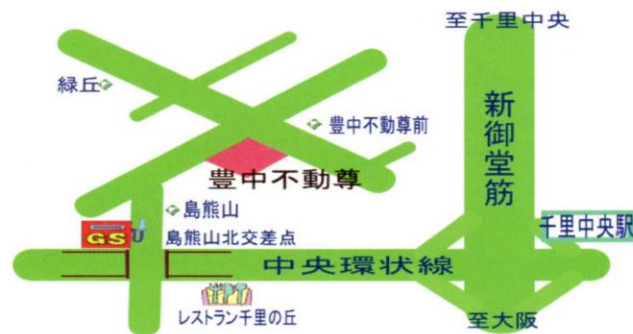 至千里中央
緑丘
豊中不動尊前
新御堂筋
豊中不動尊
島熊山
GS
島熊山北交差点
千里中央駅
中央環状線
レストラン千里の丘
至大阪